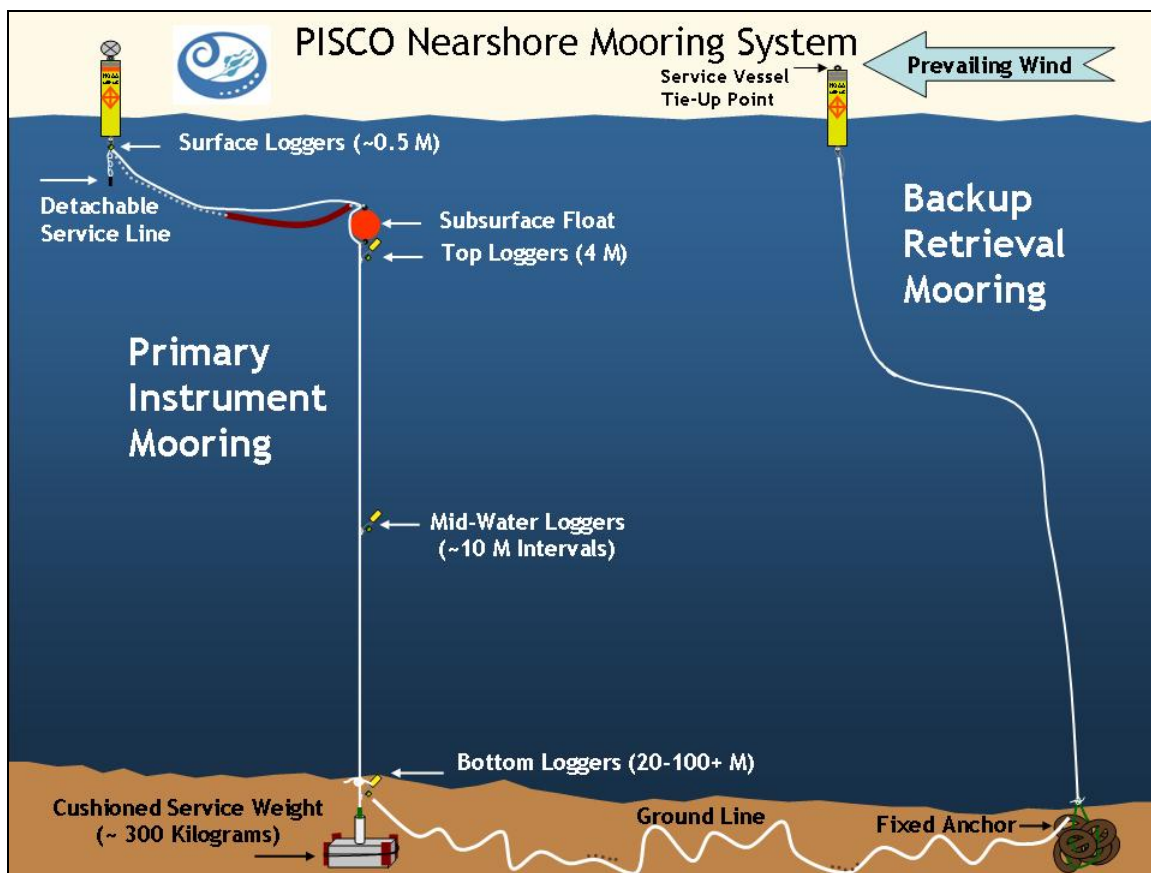 PISCO Nearshore Mooring System
Service Vessel
Tie-Up Point
Prevailing Wind
Surface Loggers (~0.5 M)
Detachable
Service Line
Subsurface Float
Top Loggers (4 M)
Backup
Retrieval
Mooring
Primary
Instrument
Mooring
Mid-Water Loggers
(~10 M Intervals)
Bottom Loggers (20-100+ M)
Cushioned Service Weight
(~ 300 Kilograms)
Ground Line
Fixed Anchor